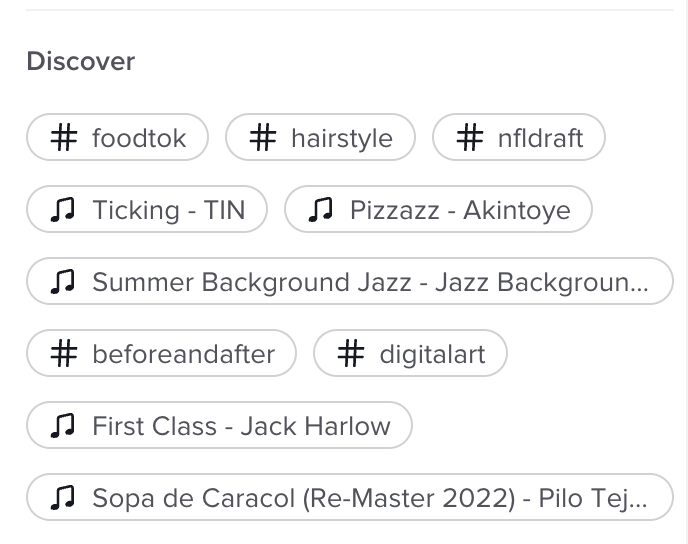 Discover
# foodtok # hairstyle # nfldraft
Ticking - TIN Pizzazz - Akintoye
Summer Background Jazz - Jazz Backgroun...
# beforeandafter # digitalart
First Class - Jack Harlow
Sopa de Caracol (Re-Master 2022) - Pilo Tej...